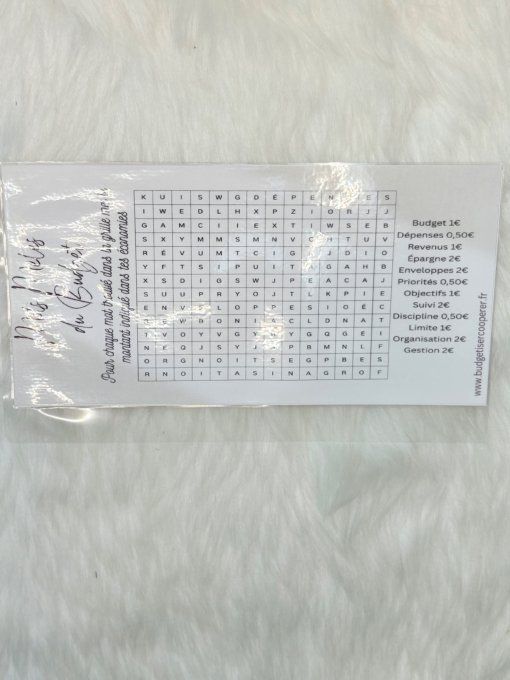 Mots Mêlés
du Budget
Pour chaque mot trouvé dans la grille mets le
montant indiqué dans tes économies
K U I S W G D É P E N E S
I W E D L H X P Z I O R J J
G A M C I I E X T I W S E B
S X M M S M N V H T U V
R É V U M T C I G J D I O
Y F T S I P U I T A G A H B
X S D I G S W J P E A C A J
S U U P R Y O J T L K P I E
E N V E L O P P E S I O É C
J V D O N I C L D N A T
J V K O Y V G Y G Q G É I
N E Q J S Y J P B M N L F
O R G N O I T S E G P B E S
R N O I T A S I N A G R O F
Budget 1€
Dépenses 0,50€
Revenus 1€
Épargne 2€
Enveloppes 2€
Priorités 0,50€
Objectifs 1€
Suivi 2€
Discipline 0,50€
Limite 1€
Organisation 2€
Gestion 2€
www.budgetisercooperer.fr